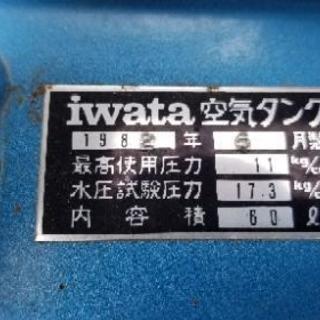 iwata 空気タンク
1982 年 6 月製
最高使用圧力 11 kg/
水圧試験圧力 17.3 kg/
内容積 60 ℓ